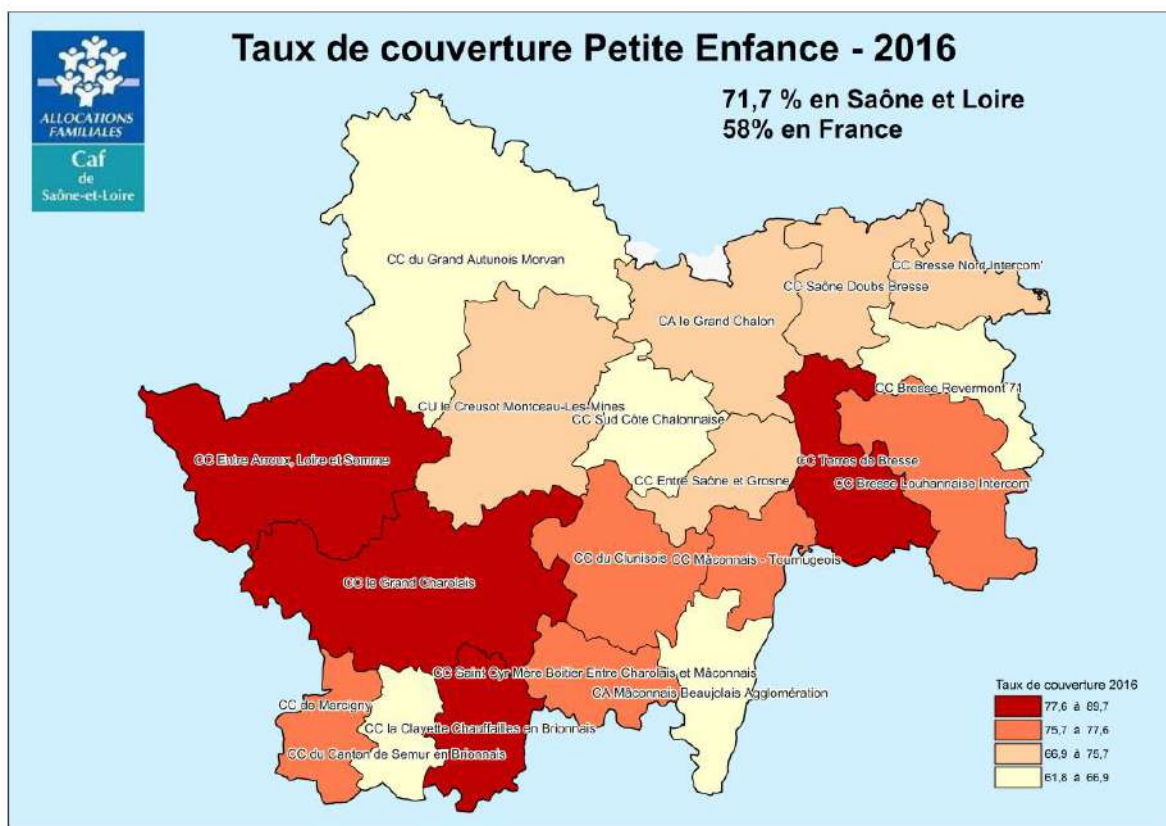 Taux de couverture Petite Enfance - 2016
71,7 % en Saône et Loire
58% en France
ALLOCATIONS
FAMILIALES
Caf
de
Saône-et-Loire
CC du Grand Autunois Morvan
CC Bresse Nord Intercom'
CC Saône Doubs Bresse
CA le Grand Chalon
CC Bresse Revermont 71
CU le Creusot Montceau-Les-Mines
CC Sud Côte Chalonnaise
CC Entre Arroux, Loire et Somme
CC Terres de Bresse
CC Entre Saône et Grosne
CC Bresse Louhannaise Intercom'
CC du Clunisois
CC Mâconnais - Tournugeois
CC le Grand Charolais
CC Saint Cyr Mère Boitier Entre Charolais et Mâconnais
CA Mâconnais Beaujolais Agglomération
CC de Marcigny
CC la Clayette Chauffailles en Brionnais
CC du Canton de Semur en Brionnais
Taux de couverture 2016
77,6 à 89,7
75,7 à 77,6
66,9 à 75,7
61,8 à 66,9